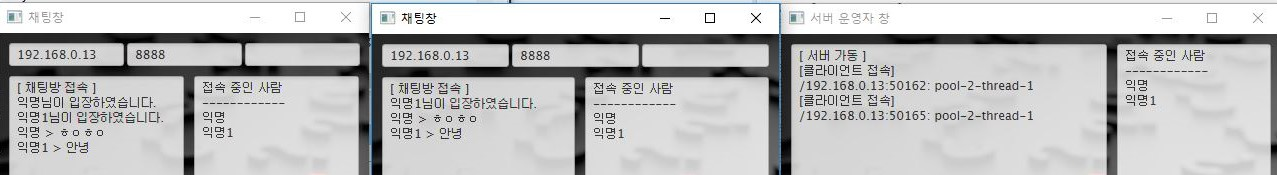 채팅창
192.168.0.13
8888
[ 채팅방 접속 ]
익명님이 입장하였습니다.
익명1님이 입장하였습니다.
익명 > ㅎㅇㅎㅇ
익명1 > 안녕
접속 중인 사람
------------
익명
익명1
채팅창
192.168.0.13
8888
[ 채팅방 접속 ]
익명1님이 입장하였습니다.
익명 > ㅎㅇㅎㅇ
익명1 > 안녕
접속 중인 사람
------------
익명
익명1
서버 운영자 창
[ 서버 가동 ]
[클라이언트 접속]
/192.168.0.13:50162: pool-2-thread-1
[클라이언트 접속]
/192.168.0.13:50165: pool-2-thread-1
접속 중인 사람
------------
익명
익명1